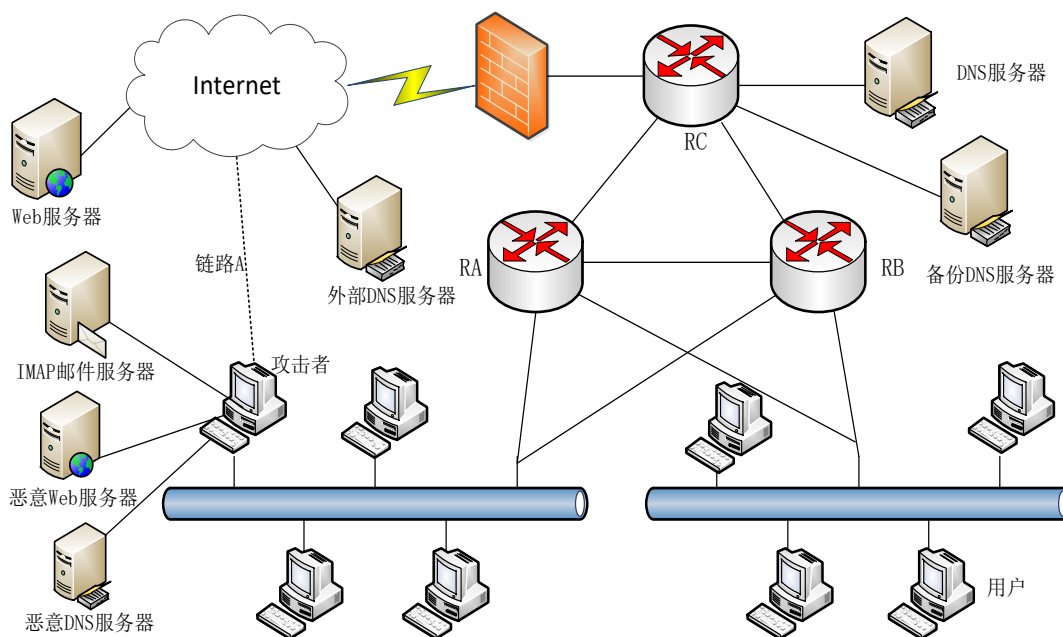 Internet
DNS服务器
RC
Web服务器
链路A
外部DNS服务器
RA
RB
备份DNS服务器
IMAP邮件服务器
攻击者
恶意Web服务器
恶意DNS服务器
用户